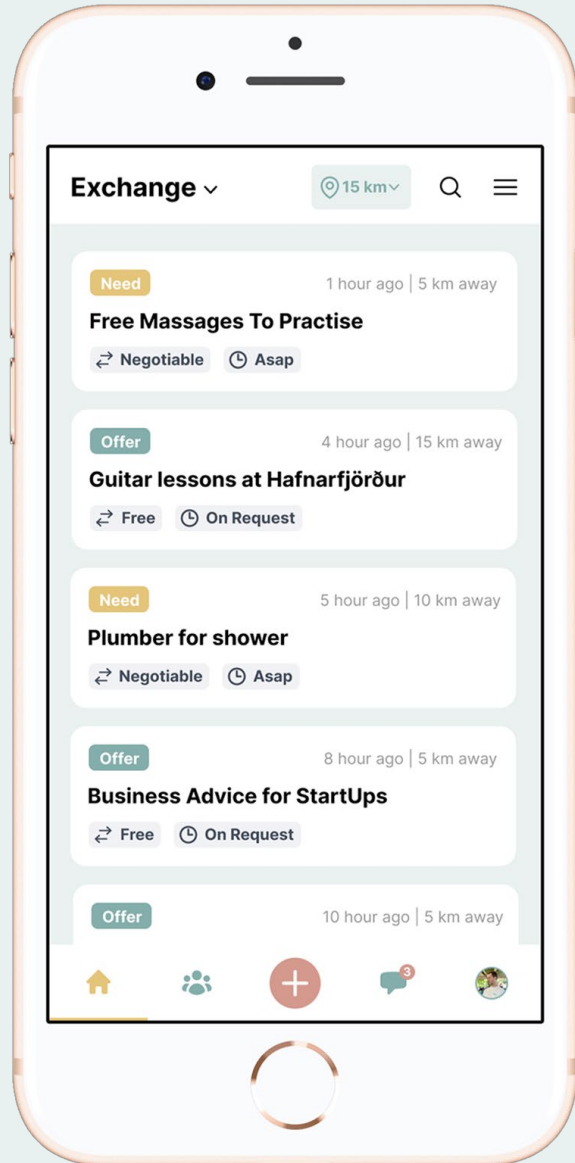 Exchange
15 km
Need
1 hour ago | 5 km away
Free Massages To Practise
Negotiable Asap
Offer
4 hour ago | 15 km away
Guitar lessons at Hafnarfjörður
Free On Request
Need
5 hour ago | 10 km away
Plumber for shower
Negotiable Asap
Offer
8 hour ago | 5 km away
Business Advice for StartUps
Free On Request
Offer
10 hour ago | 5 km away
3